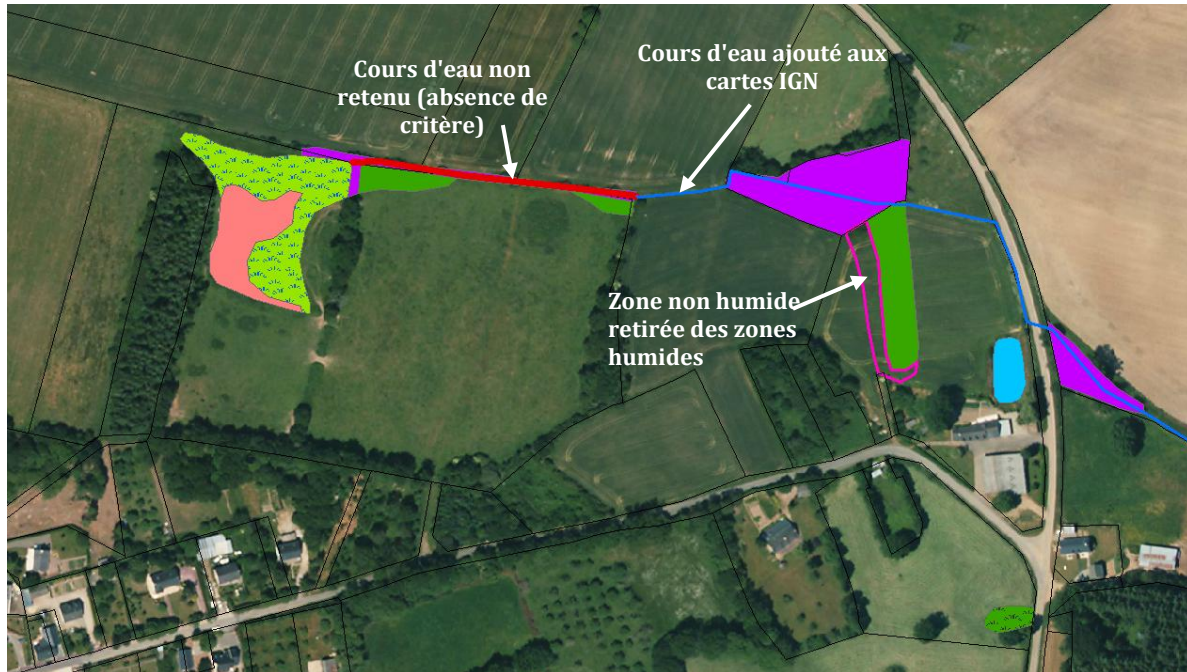 Cours d'eau non
retenu (absence de
critère)
Cours d'eau ajouté aux
cartes IGN
Zone non humide
retirée des zones
humides